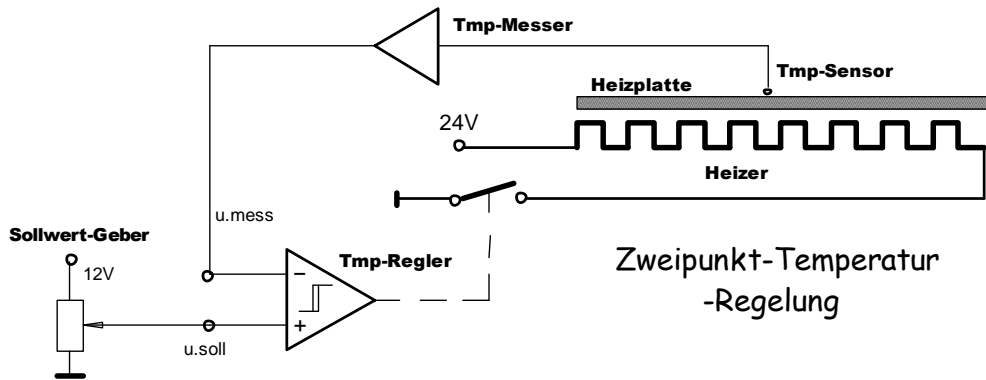 Tmp-Messer
Tmp-Sensor
Heizplatte
24V
Heizer
u.mess
Sollwert-Geber
Tmp-Regler
12V
−
+
u.soll
Zweipunkt-Temperatur
-Regelung